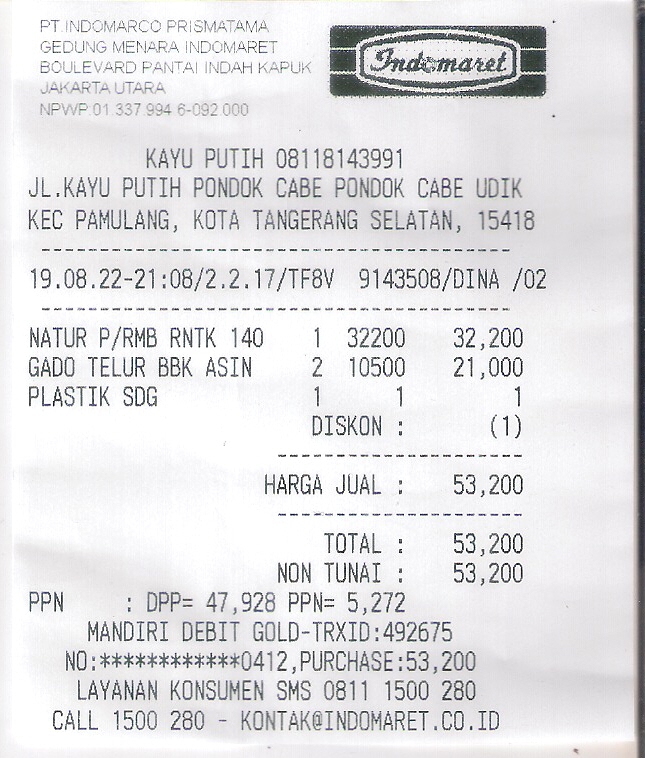 PT.INDOMARCO PRISMATAMA
GEDUNG MENARA INDOMARET
BOULEVARD PANTAI INDAH KAPUK
JAKARTA UTARA
NPWP:01.337.994.6-092.000
Indomaret
KAYU PUTIH 08118143991
JL.KAYU PUTIH PONDOK CABE PONDOK CABE UDIK
KEC PAMULANG, KOTA TANGERANG SELATAN, 15418
----------------------------------------
19.08.22-21:08/2.2.17/TF8V 9143508/DINA /02
----------------------------------------
NATUR P/RMB RNTK 140 1 32200 32,200
GADO TELUR BBK ASIN 2 10500 21,000
PLASTIK SDG 1 1 1
DISKON : (1)
---------------------
HARGA JUAL : 53,200
---------------------
TOTAL : 53,200
NON TUNAI : 53,200
PPN : DPP= 47,928 PPN= 5,272
MANDIRI DEBIT GOLD-TRXID:492675
NO:************0412,PURCHASE:53,200
LAYANAN KONSUMEN SMS 0811 1500 280
CALL 1500 280 - KONTAK@INDOMARET.CO.ID